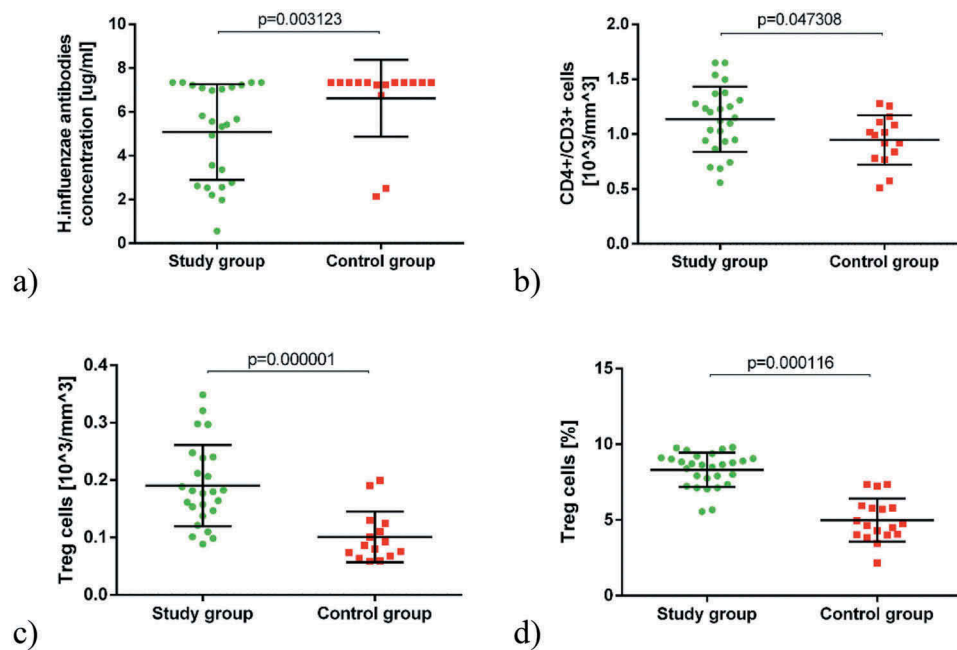 p=0.003123
H.influenzae antibodies
concentration [ug/ml]
10
8
6
4
2
0
Study group
Control group
a)
p=0.047308
CD4+/CD3+ cells
[10^3/mm^3]
2.0
1.5
1.0
0.5
0.0
Study group
Control group
b)
p=0.000001
Treg cells [10^3/mm^3]
0.4
0.3
0.2
0.1
0.0
Study group
Control group
c)
p=0.000116
Treg cells [%]
15
10
5
0
Study group
Control group
d)